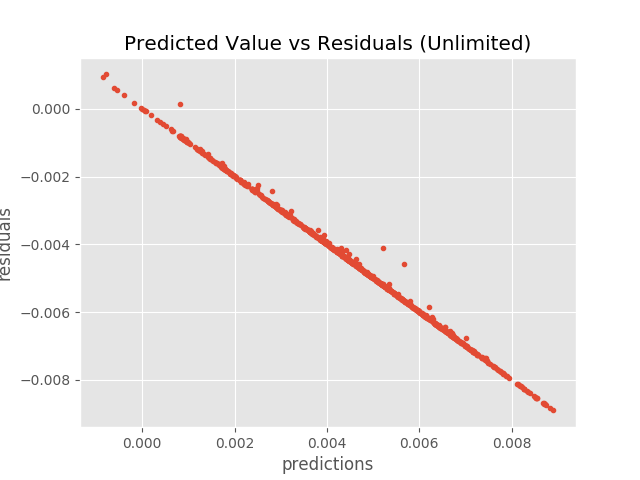 Predicted Value vs Residuals (Unlimited)
0.000
−0.002
−0.004
−0.006
−0.008
residuals
0.000 0.002 0.004 0.006 0.008
predictions